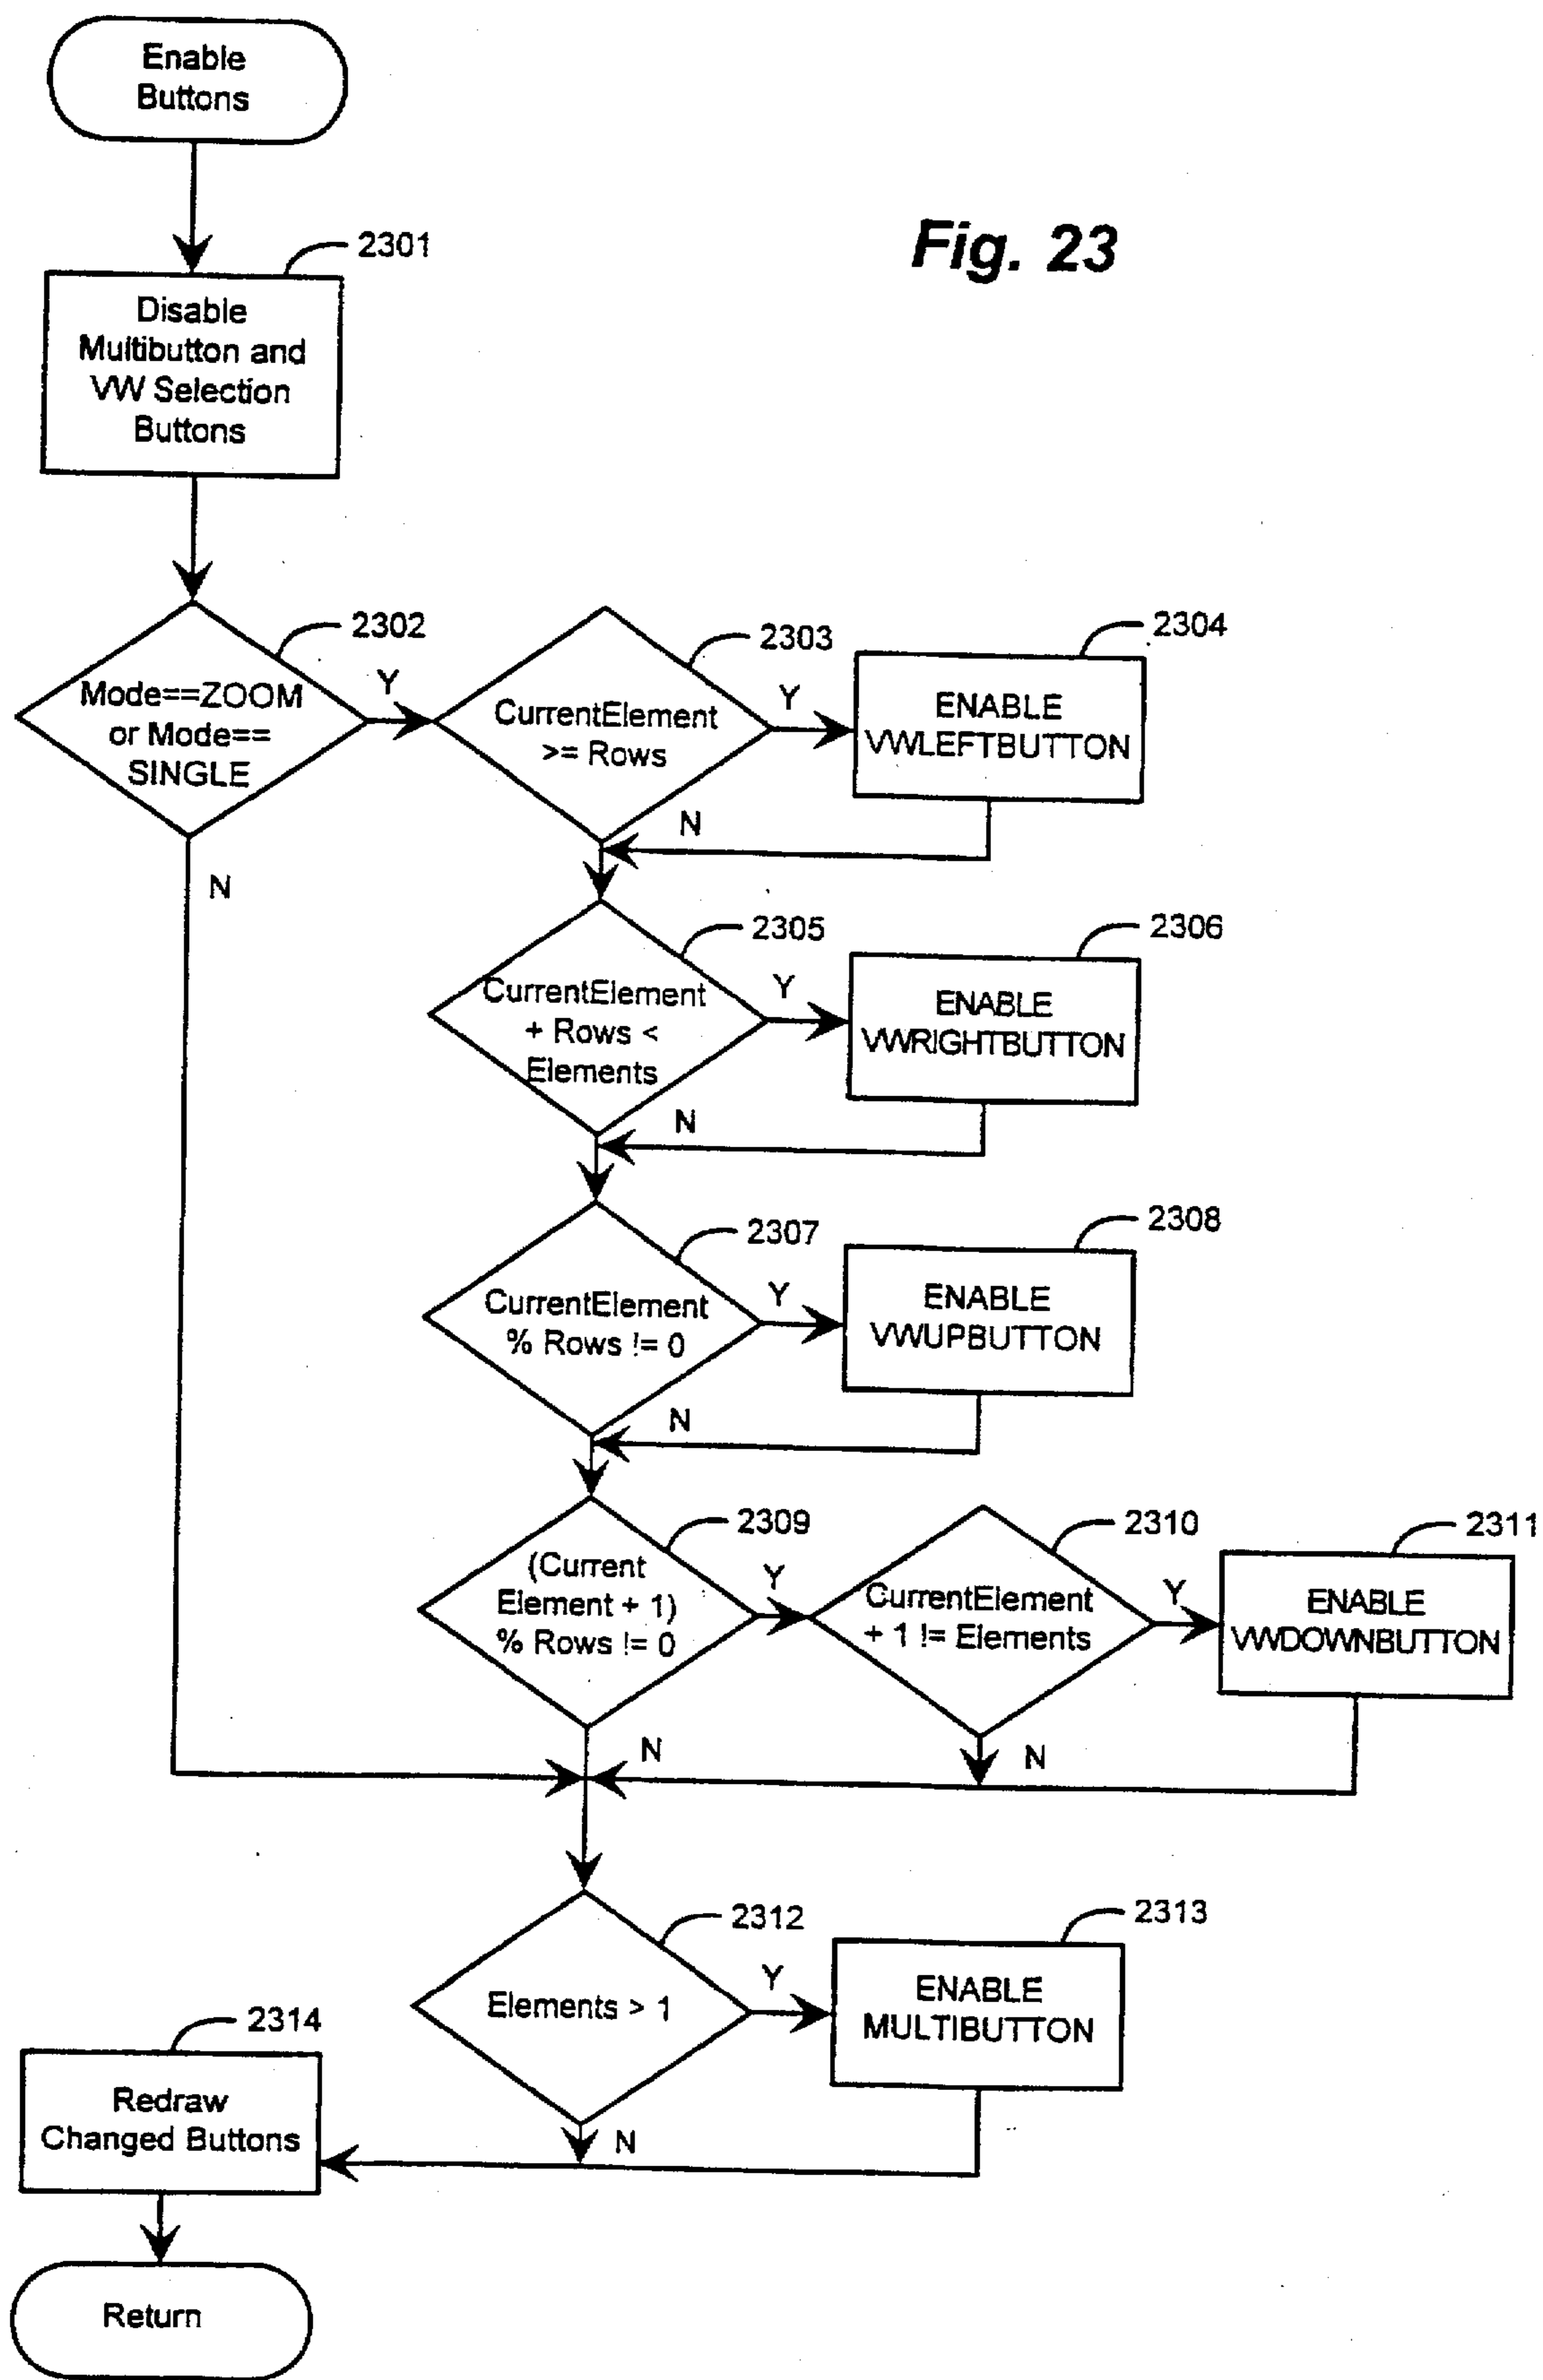 Enable
Buttons
Fig. 23
2301
Disable
Multibutton and
VW Selection
Buttons
2302
Mode==ZOOM
or Mode==
SINGLE
Y
N
2303
CurrentElement
>= Rows
Y
N
2304
ENABLE
VWLEFTBUTTON
2305
CurrentElement
+ Rows <
Elements
Y
N
2306
ENABLE
VWRIGHTBUTTON
2307
CurrentElement
% Rows != 0
Y
N
2308
ENABLE
VWUPBUTTON
2309
(Current
Element + 1)
% Rows != 0
Y
N
2310
CurrentElement
+ 1 != Elements
Y
N
2311
ENABLE
VWDOWNBUTTON
2312
Elements > 1
Y
N
2313
ENABLE
MULTIBUTTON
2314
Redraw
Changed Buttons
Return